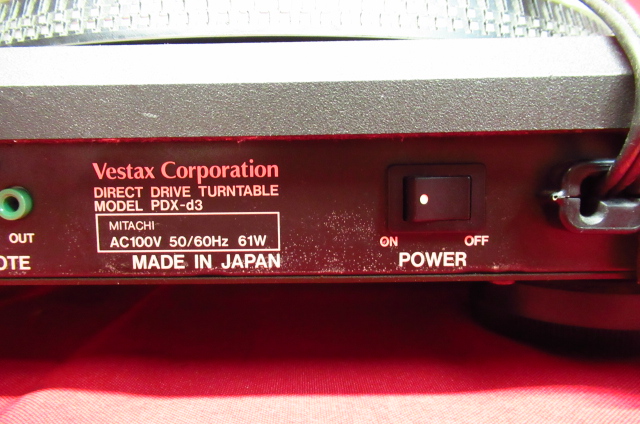 Vestax Corporation
DIRECT DRIVE TURNTABLE
MODEL PDX-d3
MITACHI
AC100V 50/60Hz 61W
MADE IN JAPAN
OUT
OTE
ON OFF
POWER